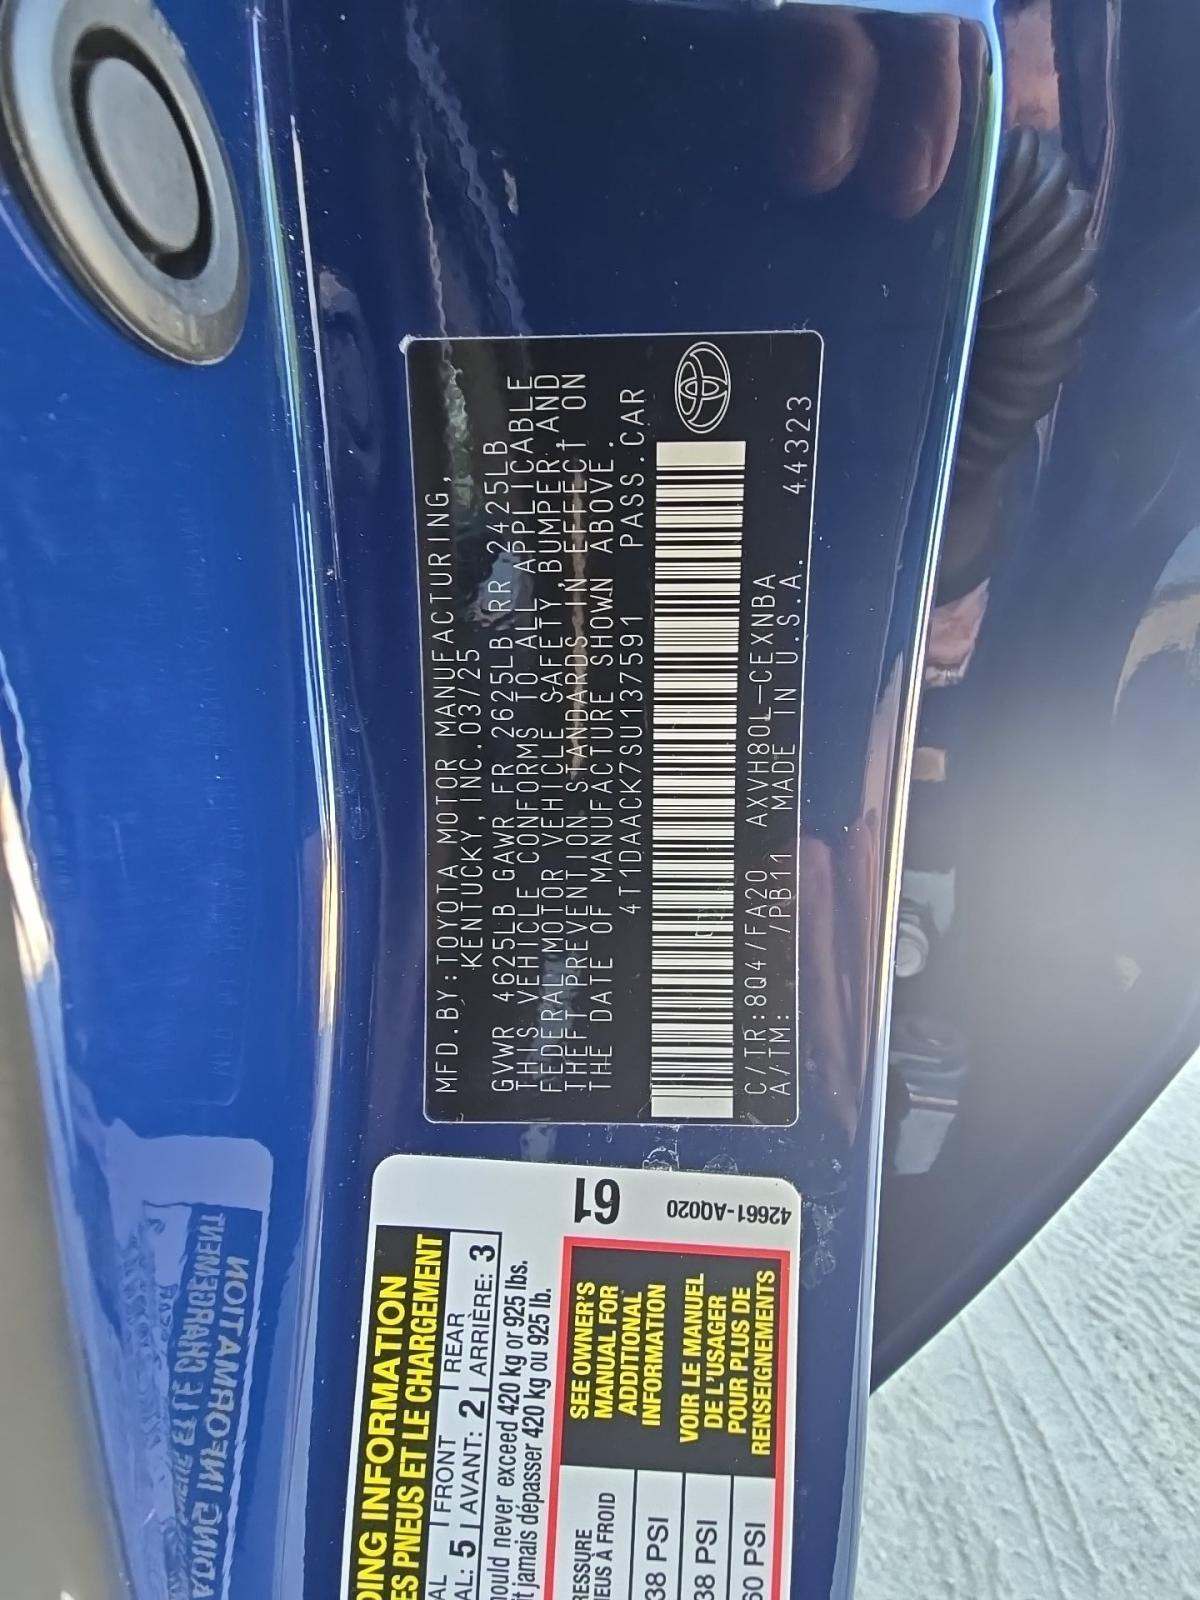 MFD.BY:TOYOTA MOTOR MANUFACTURING,
KENTUCKY,INC.03/25
GVWR 4625LB GAWR FR 2625LB RR 2425LB
THIS VEHICLE CONFORMS TO ALL APPLICABLE
FEDERAL MOTOR VEHICLE SAFETY,BUMPER,AND
THEFT PREVENTION STANDARDS IN EFFECT ON
THE DATE OF MANUFACTURE SHOWN ABOVE.
4T1DAACK7SU137591 PASS.CAR
C/TR:8Q4/FA20 AXVH80L-CEXNBA
A/TM: /PB11 MADE IN U.S.A. 44323
DING INFORMATION
ES PNEUS ET LE CHARGEMENT
AL FRONT REAR
AL: 5 AVANT: 2 ARRIÈRE: 3
hould never exceed 420 kg or 925 lbs.
it jamais dépasser 420 kg ou 925 lb.
RESSURE
NEUS À FROID
38 PSI
38 PSI
60 PSI
SEE OWNER'S
MANUAL FOR
ADDITIONAL
INFORMATION
VOIR LE MANUEL
DE L'USAGER
POUR PLUS DE
RENSEIGNEMENTS
61
42661-AQ020